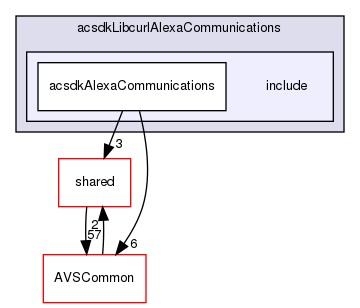 acsdkLibcurlAlexaCommunications
acsdkAlexaCommunications include
3
shared
2
57
6
AVSCommon